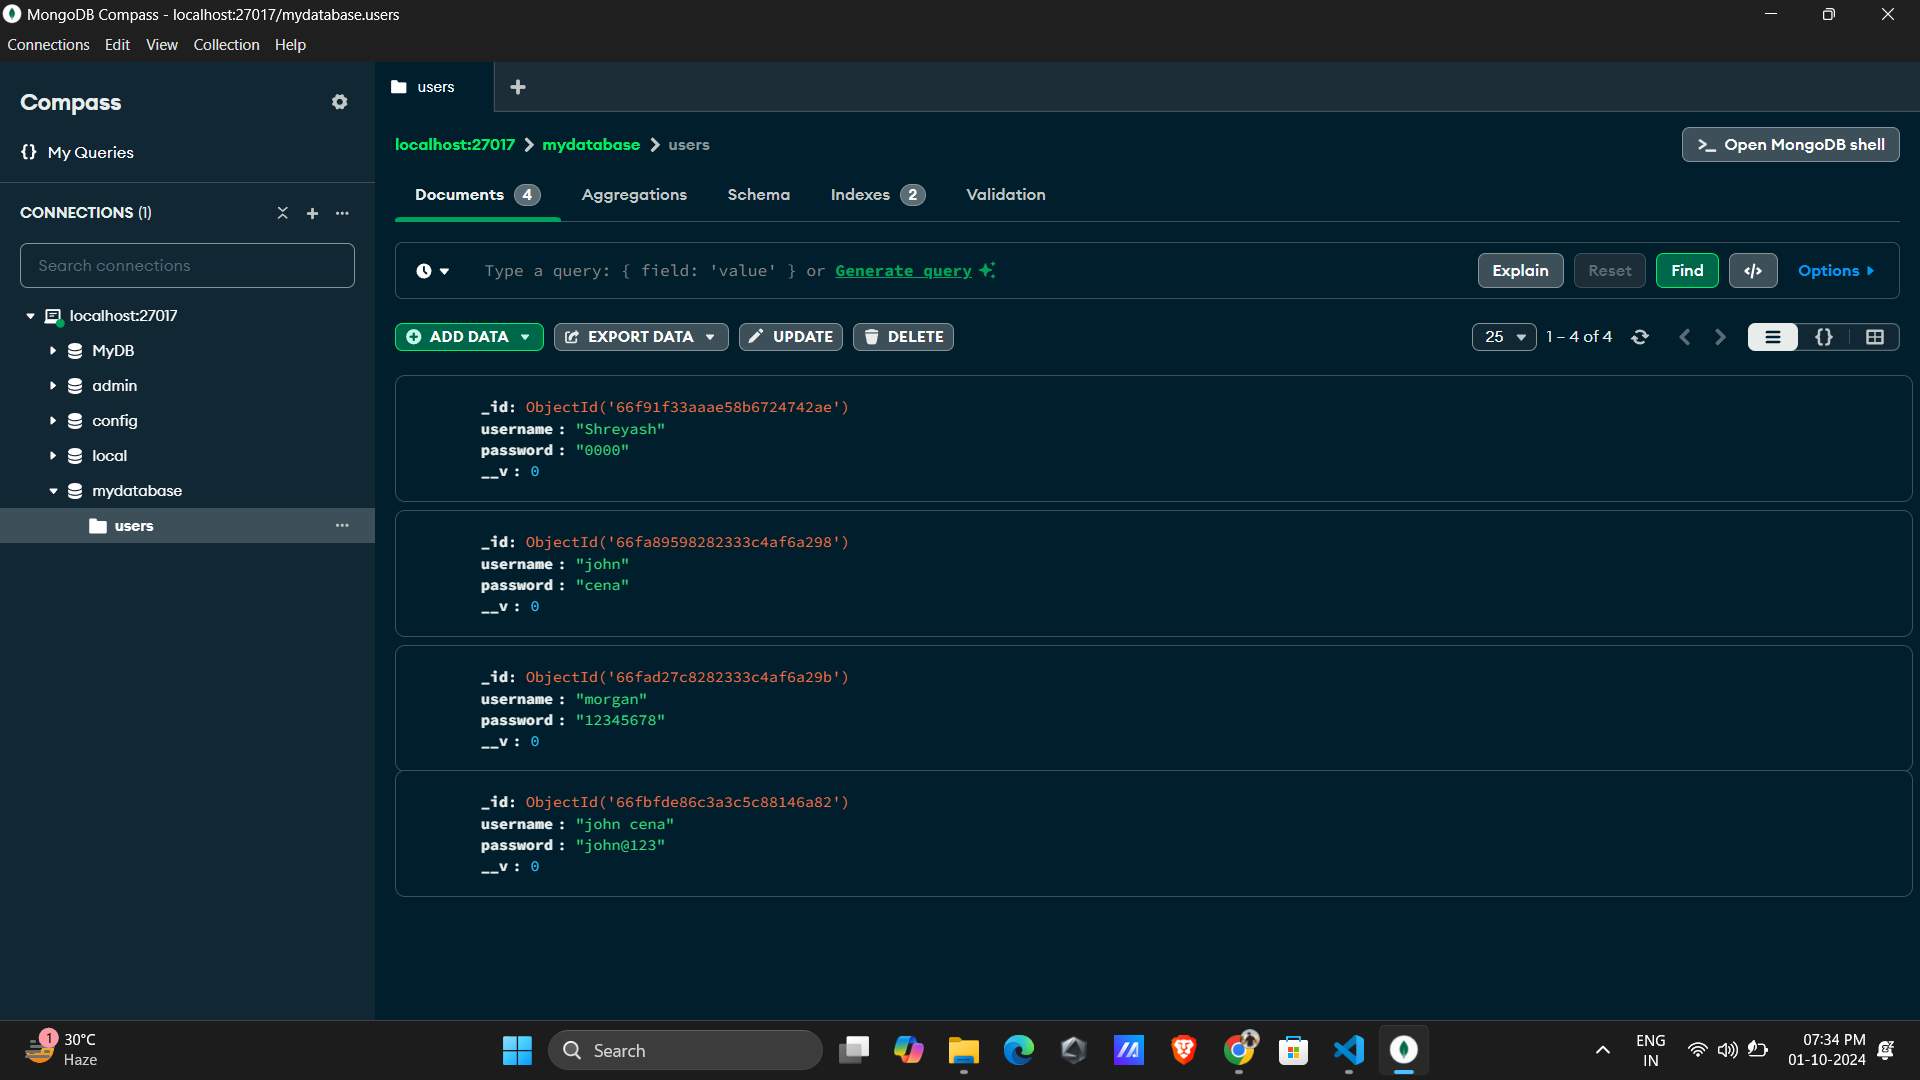 MongoDB Compass - localhost:27017/mydatabase.users
Connections Edit View Collection Help
Compass
{} My Queries
CONNECTIONS (1)
Search connections
localhost:27017
MyDB
admin
config
local
mydatabase
users
users
localhost:27017 > mydatabase > users
>_ Open MongoDB shell
Documents 4 Aggregations Schema Indexes 2 Validation
Type a query: { field: 'value' } or Generate query
Explain Reset Find </> Options
ADD DATA EXPORT DATA UPDATE DELETE
25 1 – 4 of 4 {}
_id: ObjectId('66f91f33aaae58b6724742ae')
username : "Shreyash"
password : "0000"
__v : 0
_id: ObjectId('66fa89598282333c4af6a298')
username : "john"
password : "cena"
__v : 0
_id: ObjectId('66fad27c8282333c4af6a29b')
username : "morgan"
password : "12345678"
__v : 0
_id: ObjectId('66fbfde86c3a3c5c88146a82')
username : "john cena"
password : "john@123"
__v : 0
1
30°C
Haze
Search
ENG
IN
07:34 PM
01-10-2024